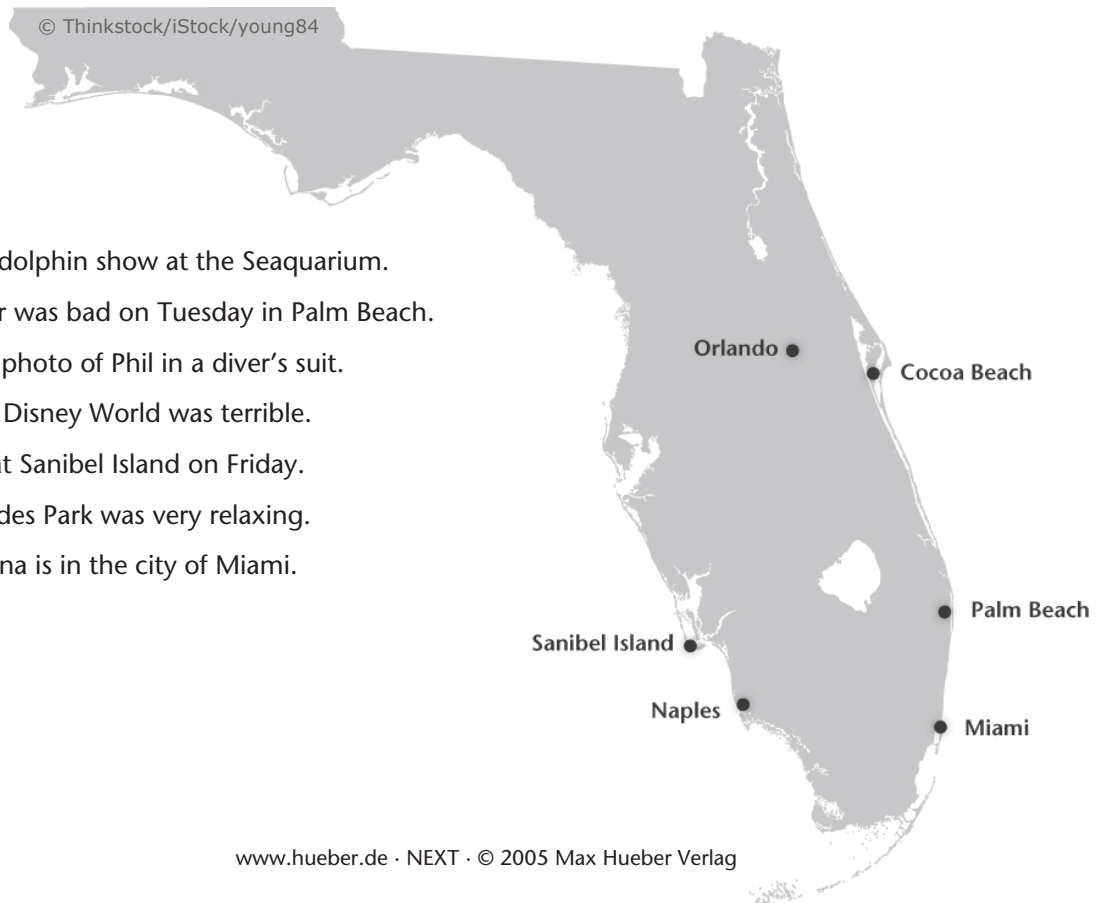 © Thinkstock/iStock/young84
dolphin show at the Seaquarium.
r was bad on Tuesday in Palm Beach.
photo of Phil in a diver's suit.
Disney World was terrible.
at Sanibel Island on Friday.
des Park was very relaxing.
na is in the city of Miami.
Orlando
Cocoa Beach
Palm Beach
Sanibel Island
Naples
Miami
www.hueber.de · NEXT · © 2005 Max Hueber Verlag